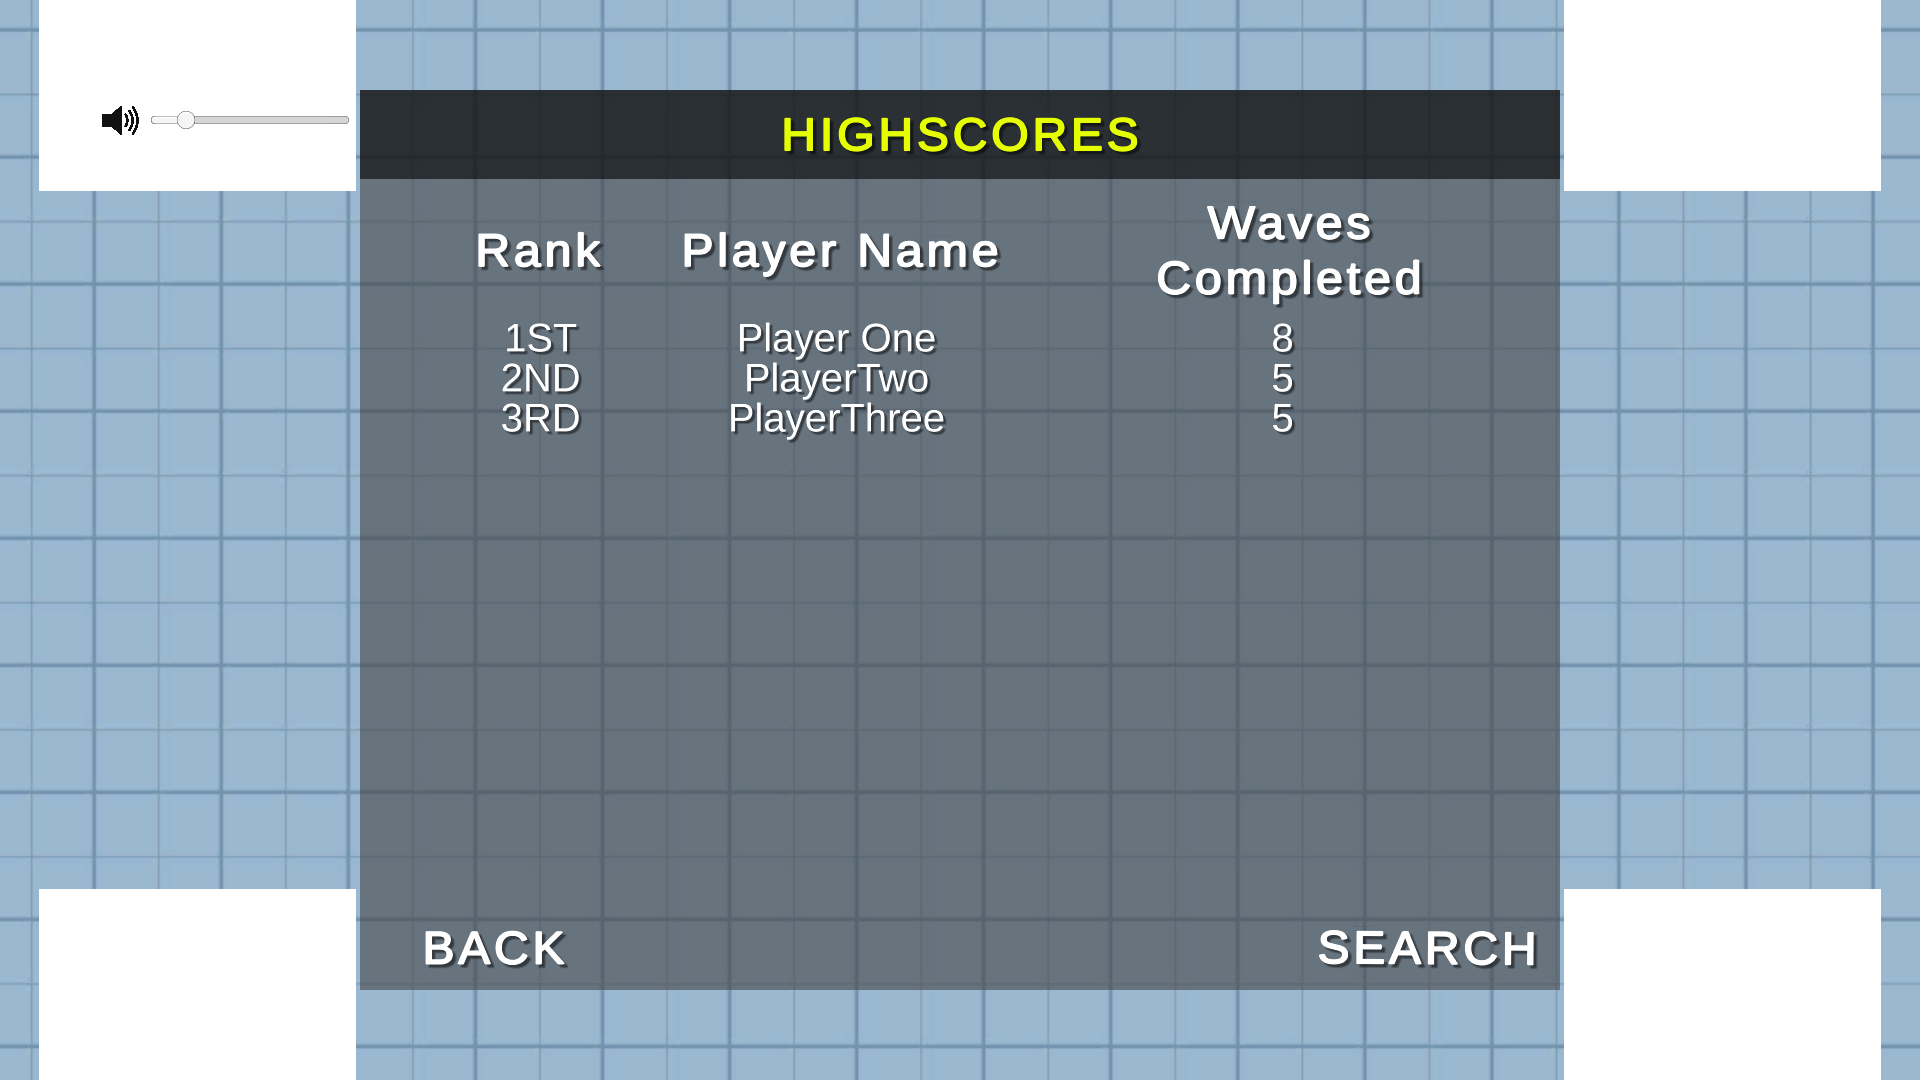 HIGHSCORES
Rank Player Name Waves Completed
1ST Player One 8
2ND PlayerTwo 5
3RD PlayerThree 5
BACK SEARCH